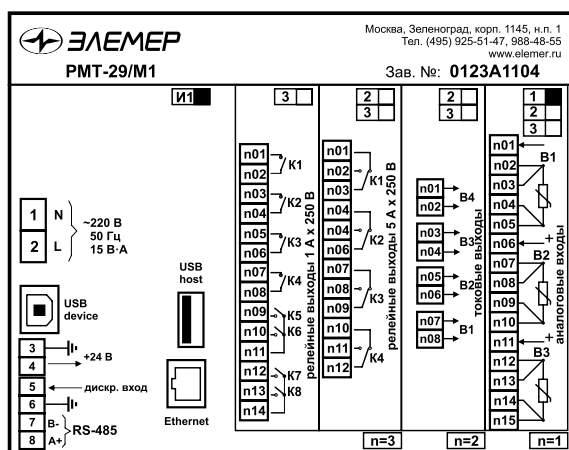 ЭЛЕМЕР
Москва, Зеленоград, корп. 1145, н.п. 1
Тел. (495) 925-51-47, 988-48-55
www.elemer.ru
РМТ-29/М1
Зав. №: 0123А1104
И1
1 N
2 L
~220 В
50 Гц
15 В·А
USB
device
USB
host
Ethernet
3
4
+24 В
5
дискр. вход
6
7 В-
8 А+
RS-485
3
n01
n02
К1
n03
n04
К2
n05
n06
К3
n07
n08
К4
n09
К5
n10
К6
n11
n12
К7
n13
К8
n14
релейные выходы 1 А х 250 В
2
3
n01
n02
n03
К1
n04
n04
n06
К2
n07
n08
n09
К3
n10
n11
n12
К4
релейные выходы 5 А х 250 В
n=3
2
3
n01
n02
В4
n03
n04
В3
n05
n06
В2
n07
n08
В1
токовые выходы
n=2
1
2
3
n01
n02
В1
n03
n04
n05
n06
+
n07
В2
n08
n09
n10
n11
+
n12
В3
n13
n14
n15
аналоговые входы
n=1